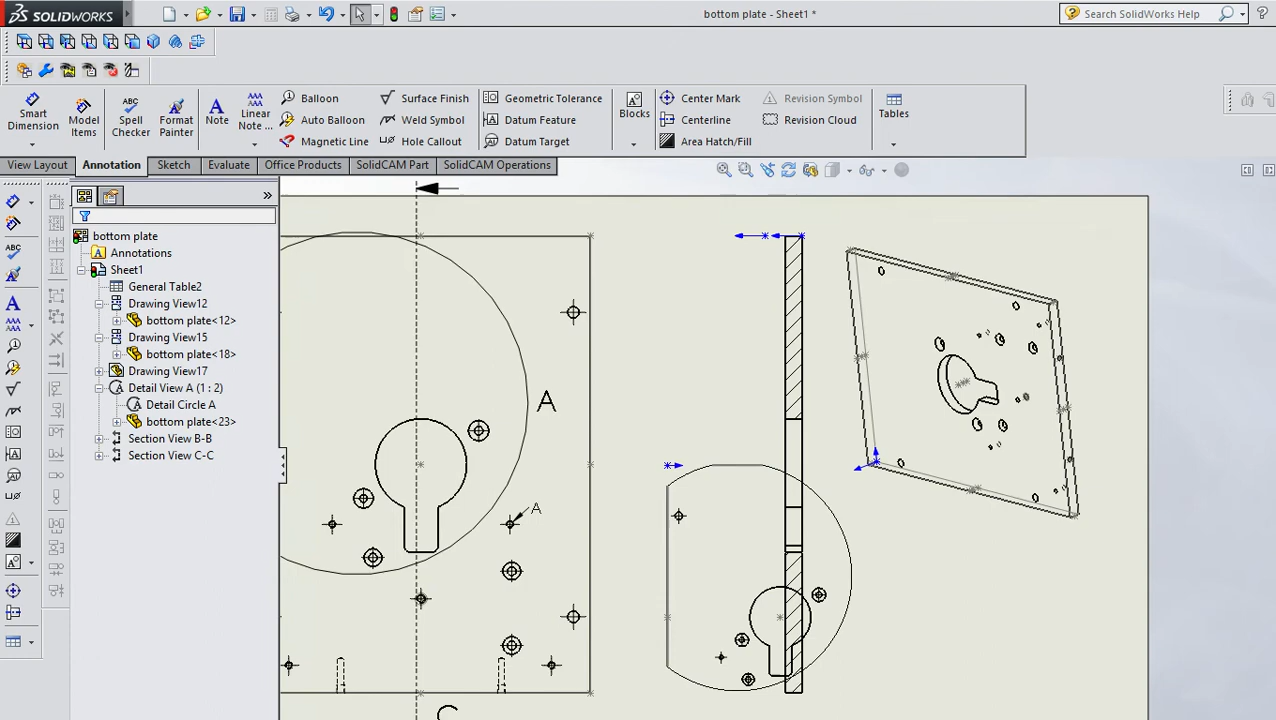 SOLIDWORKS
bottom plate - Sheet1 *
Search SolidWorks Help
Smart Dimension
Model Items
Spell Checker
Format Painter
Note
Linear Note ...
Balloon
Auto Balloon
Magnetic Line
Surface Finish
Weld Symbol
Hole Callout
Geometric Tolerance
Datum Feature
Datum Target
Blocks
Center Mark
Centerline
Area Hatch/Fill
Revision Symbol
Revision Cloud
Tables
View Layout
Annotation
Sketch
Evaluate
Office Products
SolidCAM Part
SolidCAM Operations
bottom plate
Annotations
Sheet1
General Table2
Drawing View12
bottom plate<12>
Drawing View15
bottom plate<18>
Drawing View17
Detail View A (1 : 2)
Detail Circle A
bottom plate<23>
Section View B-B
Section View C-C
A
A
C